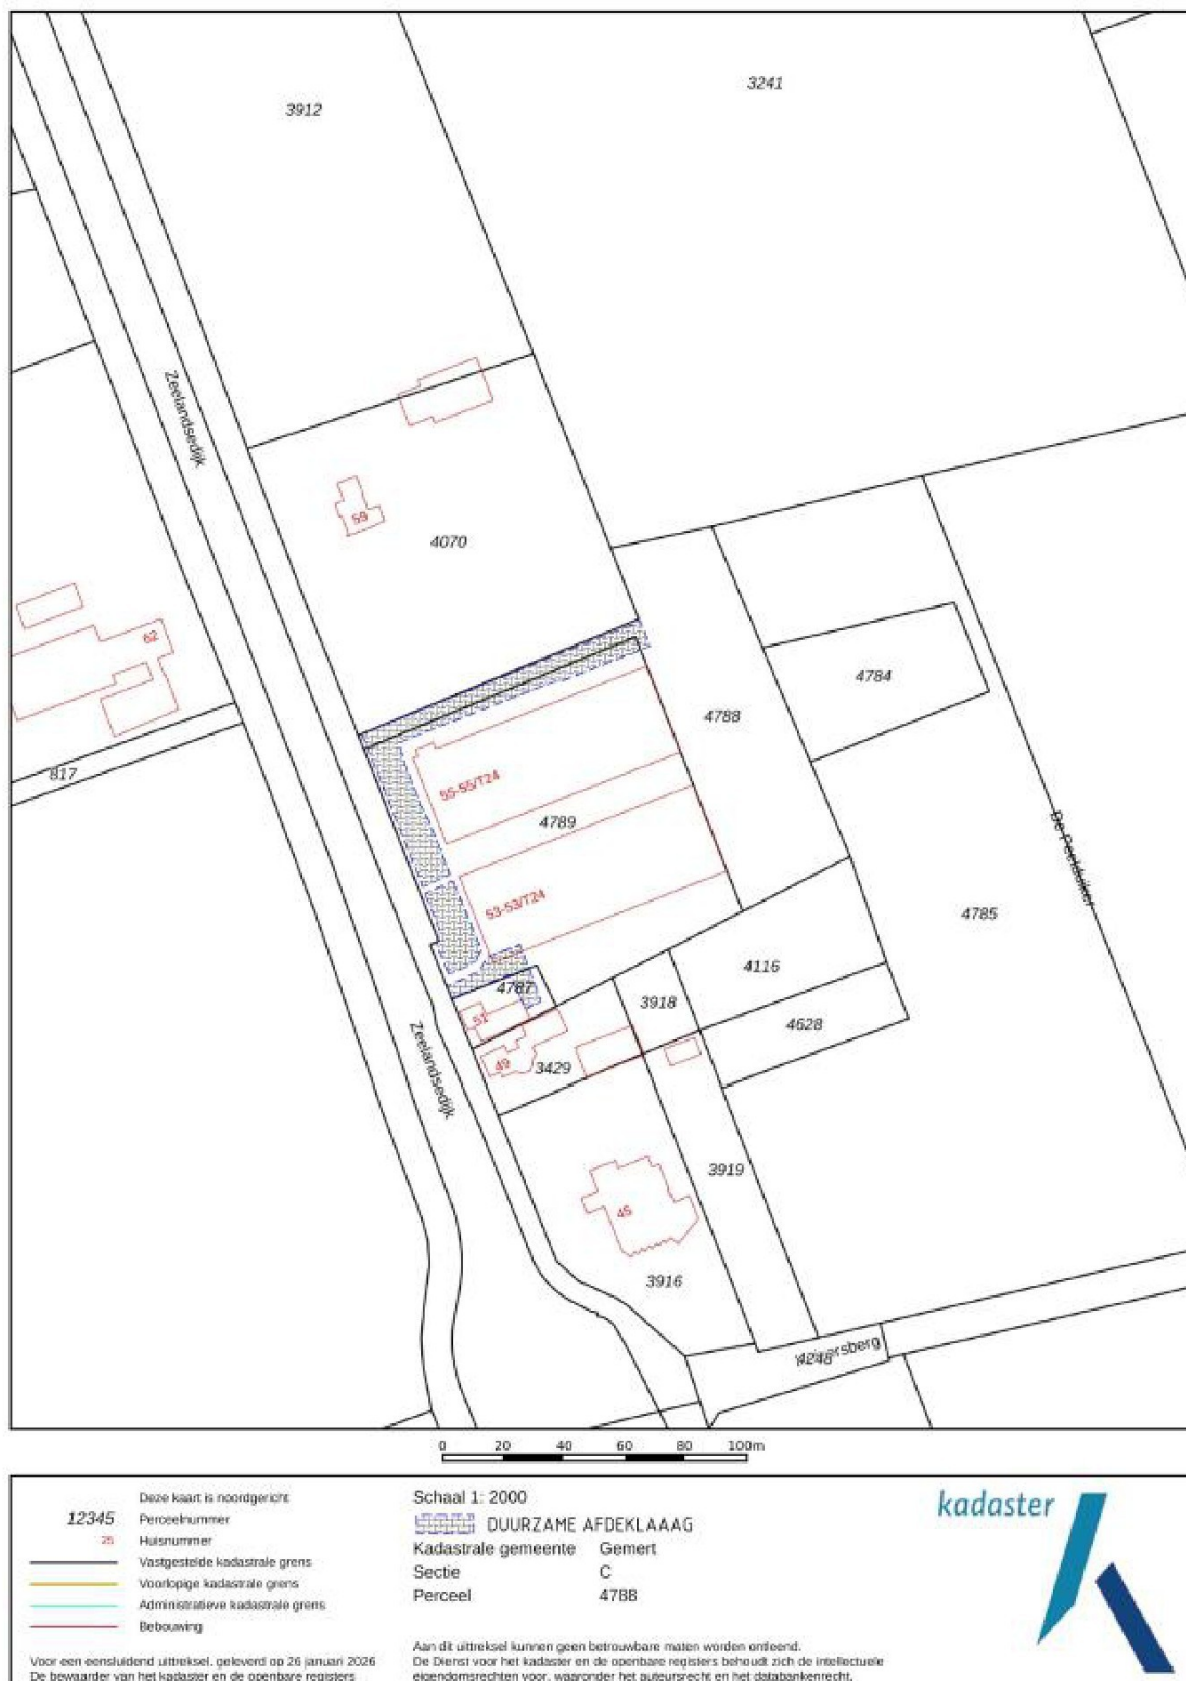 3241
3912
Zeelandsedijk
59
4070
62
4784
4788
817
55-55/T24
4789
De Peelduiker
53-53/T24
4785
4116
4787
3918
51
4628
Zeelandsedijk
49
3429
3919
45
3916
4248
0 20 40 60 80 100m
Deze kaart is noordgericht
12345 Perceelnummer
25 Huisnummer
Vastgestelde kadastrale grens
Voorlopige kadastrale grens
Administratieve kadastrale grens
Bebouwing
Voor een eensluidend uittreksel, geleverd op 26 januari 2026
De bewaarder van het kadaster en de openbare registers
Schaal 1: 2000
DUURZAME AFDEKLAAAG
Kadastrale gemeente Gemert
Sectie C
Perceel 4788
Aan dit uittreksel kunnen geen betrouwbare maten worden ontleend.
De Dienst voor het kadaster en de openbare registers behoudt zich de intellectuele
eigendomsrechten voor, waaronder het auteursrecht en het databankenrecht.
kadaster